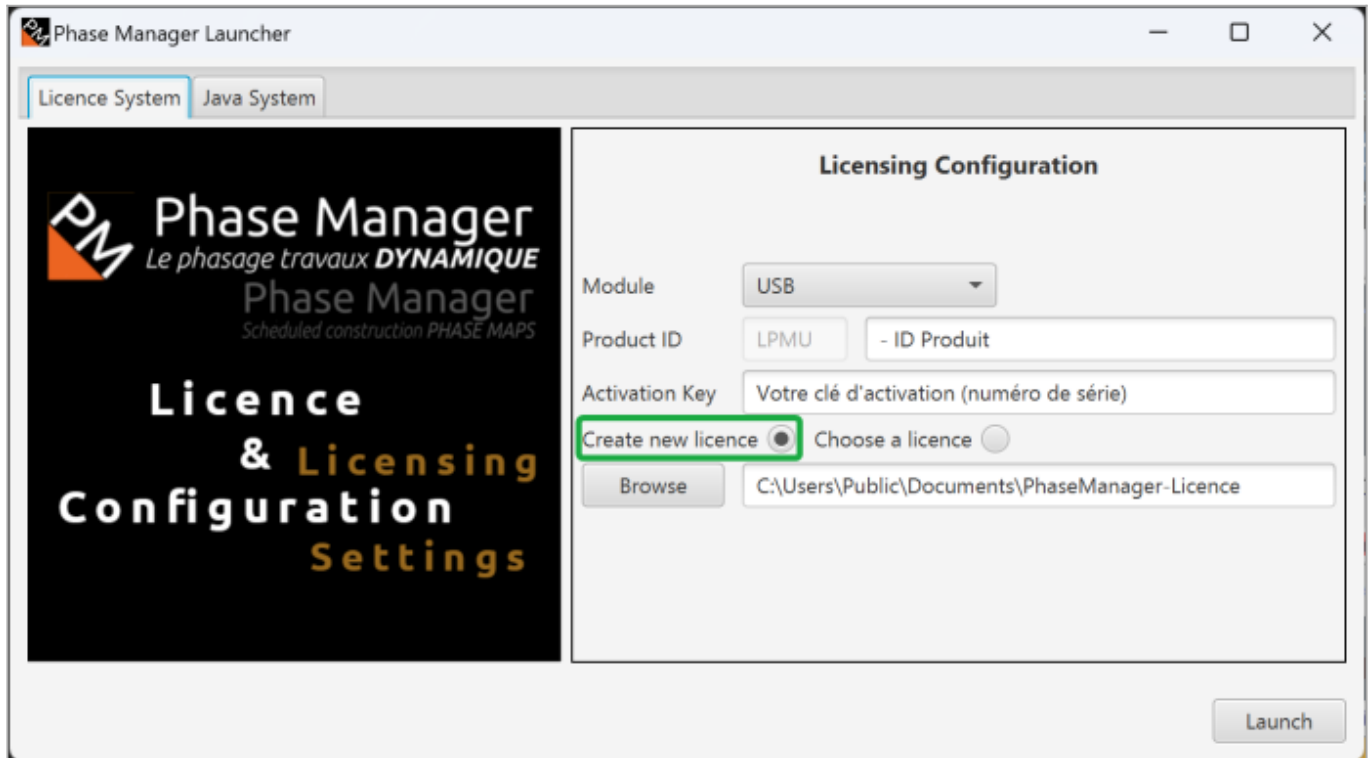 PM Phase Manager Launcher
Licence System Java System
PM Phase Manager
Le phasage travaux DYNAMIQUE
Phase Manager
Scheduled construction PHASE MAPS
Licence
& Licensing
Configuration
Settings
Licensing Configuration
Module USB
Product ID LPMU - ID Produit
Activation Key Votre clé d'activation (numéro de série)
Create new licence Choose a licence
Browse C:\Users\Public\Documents\PhaseManager-Licence
Launch